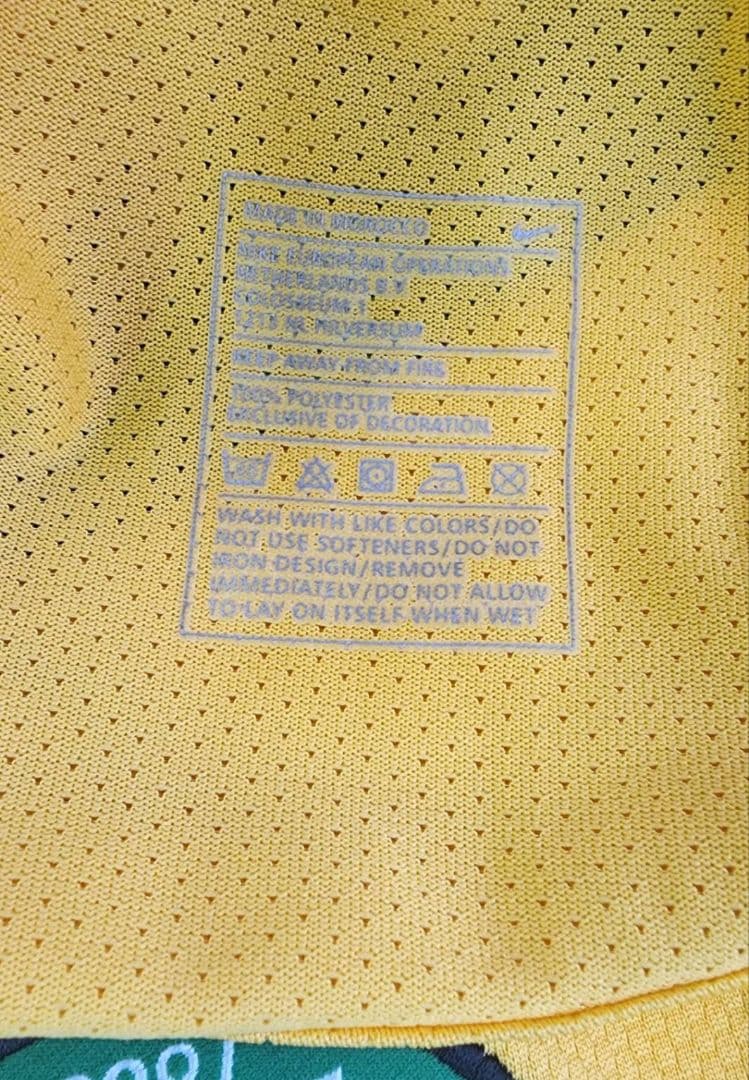 MADE IN MOROCCO
NIKE EUROPEAN OPERATIONS
NETHERLANDS B.V
COLOSSEUM 1
1213 NL HILVERSUM
KEEP AWAY FROM FIRE
100% POLYESTER
EXCLUSIVE OF DECORATION
WASH WITH LIKE COLORS/DO
NOT USE SOFTENERS/DO NOT
IRON DESIGN/REMOVE
IMMEDIATELY/DO NOT ALLOW
TO LAY ON ITSELF WHEN WET